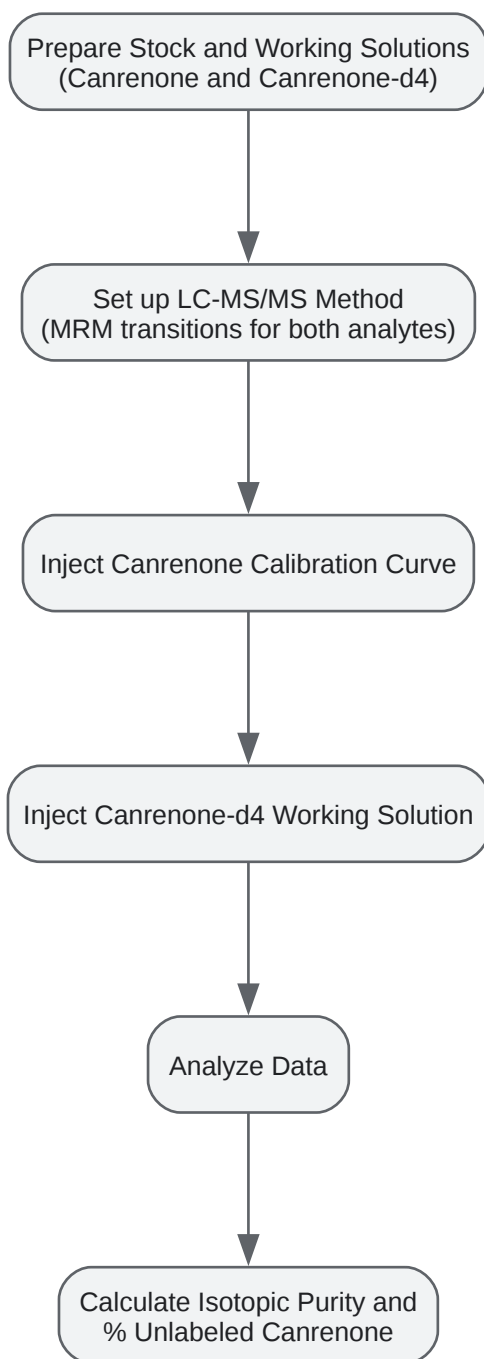 Prepare Stock and Working Solutions
(Canrenone and Canrenone-d4)
Set up LC-MS/MS Method
(MRM transitions for both analytes)
Inject Canrenone Calibration Curve
Inject Canrenone-d4 Working Solution
Analyze Data
Calculate Isotopic Purity and
% Unlabeled Canrenone